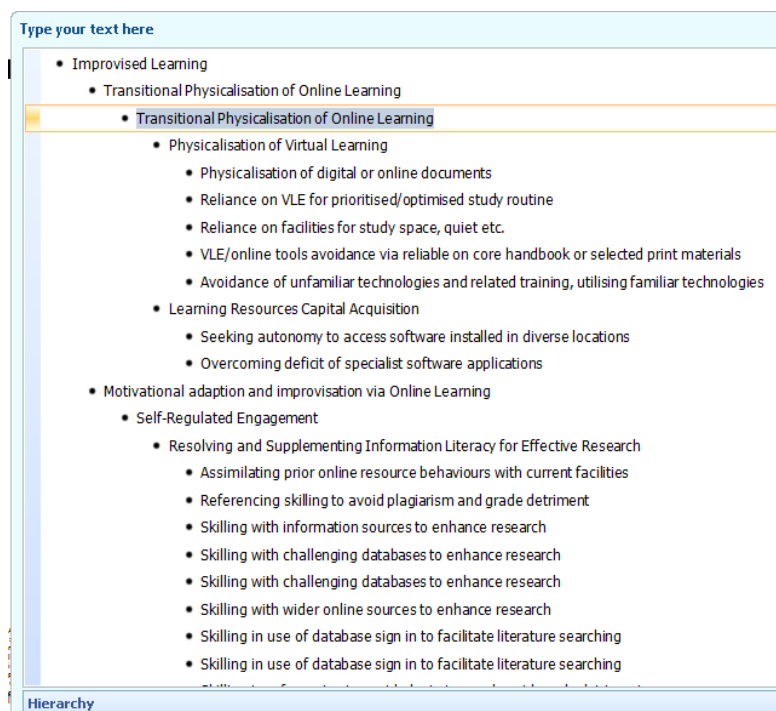 Type your text here
Improvised Learning
Transitional Physicalisation of Online Learning
Transitional Physicalisation of Online Learning
Physicalisation of Virtual Learning
Physicalisation of digital or online documents
Reliance on VLE for prioritised/optimised study routine
Reliance on facilities for study space, quiet etc.
VLE/online tools avoidance via reliable on core handbook or selected print materials
Avoidance of unfamiliar technologies and related training, utilising familiar technologies
Learning Resources Capital Acquisition
Seeking autonomy to access software installed in diverse locations
Overcoming deficit of specialist software applications
Motivational adaption and improvisation via Online Learning
Self-Regulated Engagement
Resolving and Supplementing Information Literacy for Effective Research
Assimilating prior online resource behaviours with current facilities
Referencing skilling to avoid plagiarism and grade detriment
Skilling with information sources to enhance research
Skilling with challenging databases to enhance research
Skilling with challenging databases to enhance research
Skilling with wider online sources to enhance research
Skilling in use of database sign in to facilitate literature searching
Skilling in use of database sign in to facilitate literature searching
Hierarchy